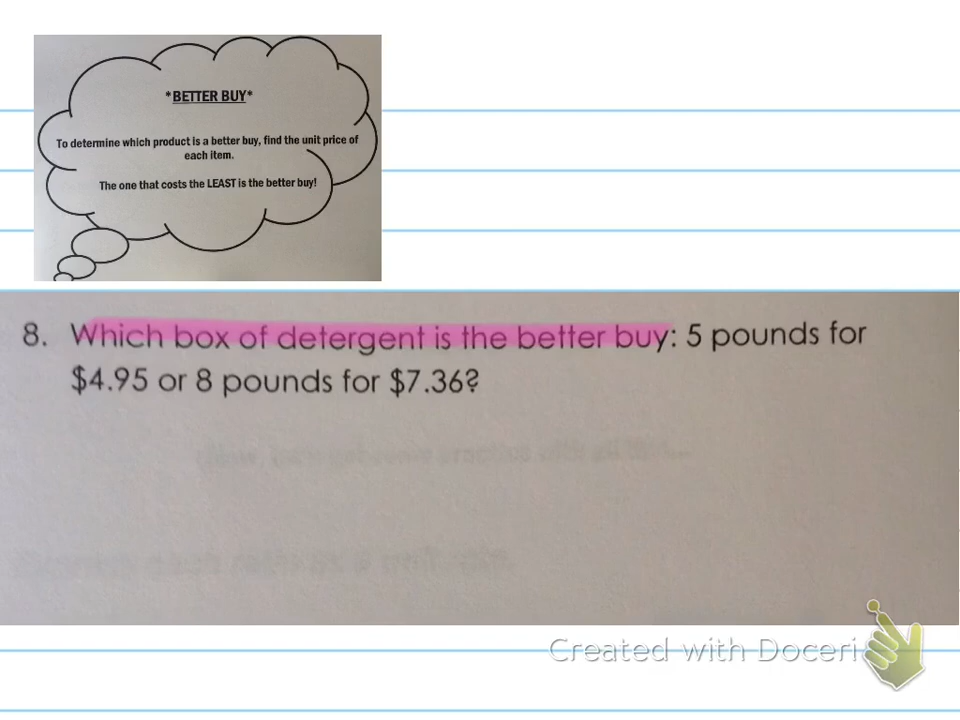 *BETTER BUY*
To determine which product is a better buy, find the unit price of
each item.
The one that costs the LEAST is the better buy!
8. Which box of detergent is the better buy: 5 pounds for
$4.95 or 8 pounds for $7.36?
Created with Doceri